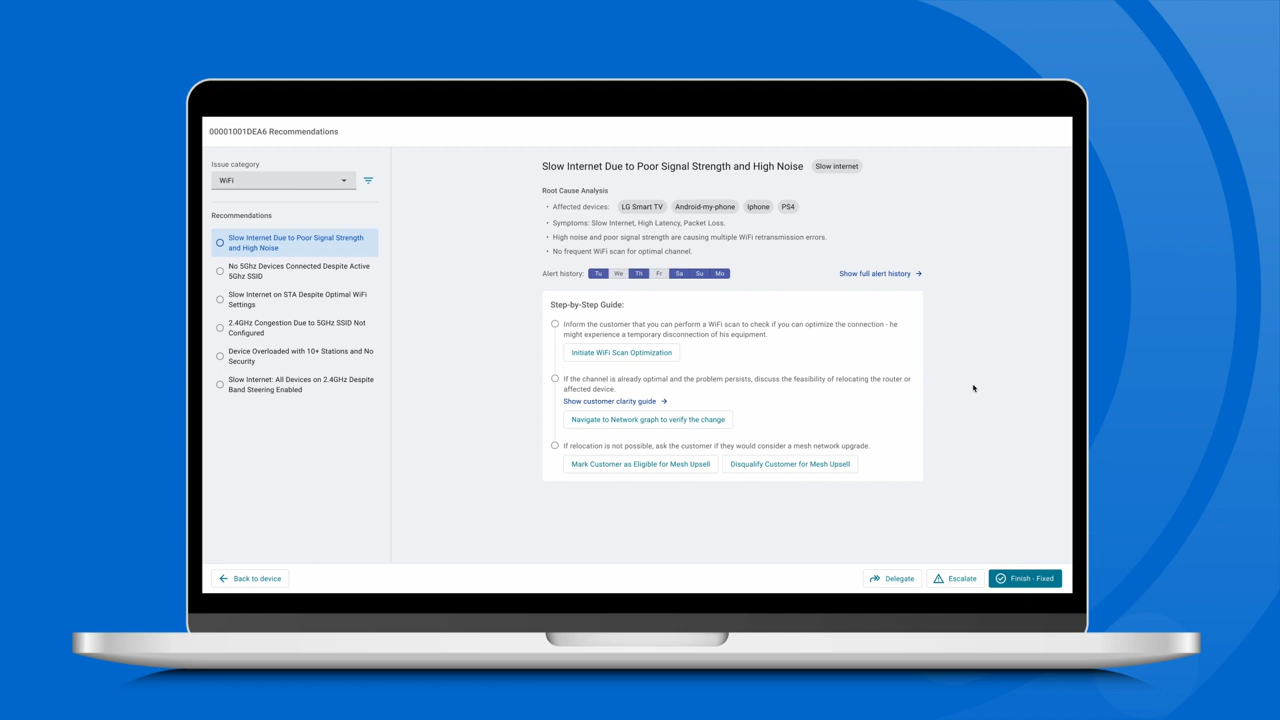 00001001DEA6 Recommendations
Issue category
WiFi
Recommendations
Slow Internet Due to Poor Signal Strength
and High Noise
No 5Ghz Devices Connected Despite Active
5Ghz SSID
Slow Internet on STA Despite Optimal WiFi
Settings
2.4GHz Congestion Due to 5GHz SSID Not
Configured
Device Overloaded with 10+ Stations and No
Security
Slow Internet: All Devices on 2.4GHz Despite
Band Steering Enabled
Slow Internet Due to Poor Signal Strength and High Noise Slow internet
Root Cause Analysis
• Affected devices: LG Smart TV Android-my-phone Iphone PS4
• Symptoms: Slow Internet, High Latency, Packet Loss.
• High noise and poor signal strength are causing multiple WiFi retransmission errors.
• No frequent WiFi scan for optimal channel.
Alert history: Tu We Th Fr Sa Su Mo Show full alert history →
Step-by-Step Guide:
Inform the customer that you can perform a WiFi scan to check if you can optimize the connection - he
might experience a temporary disconnection of his equipment.
Initiate WiFi Scan Optimization
If the channel is already optimal and the problem persists, discuss the feasibility of relocating the router or
affected device.
Show customer clarity guide →
Navigate to Network graph to verify the change
If relocation is not possible, ask the customer if they would consider a mesh network upgrade.
Mark Customer as Eligible for Mesh Upsell Disqualify Customer for Mesh Upsell
← Back to device Delegate Escalate Finish - Fixed